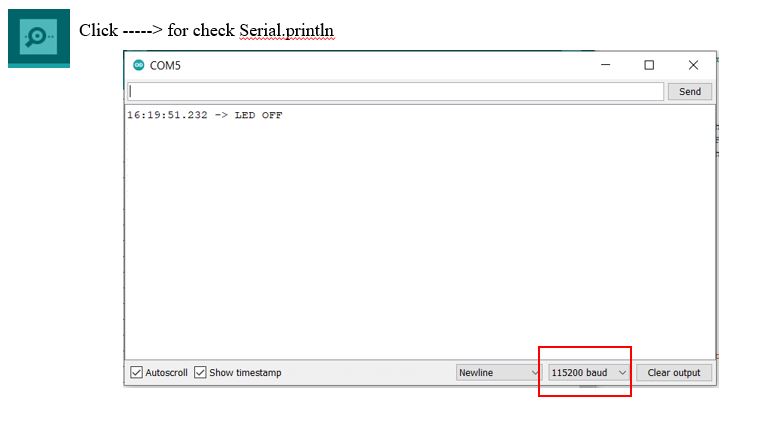 Click -----> for check Serial.println
COM5
Send
16:19:51.232 -> LED OFF
Autoscroll Show timestamp Newline 115200 baud Clear output